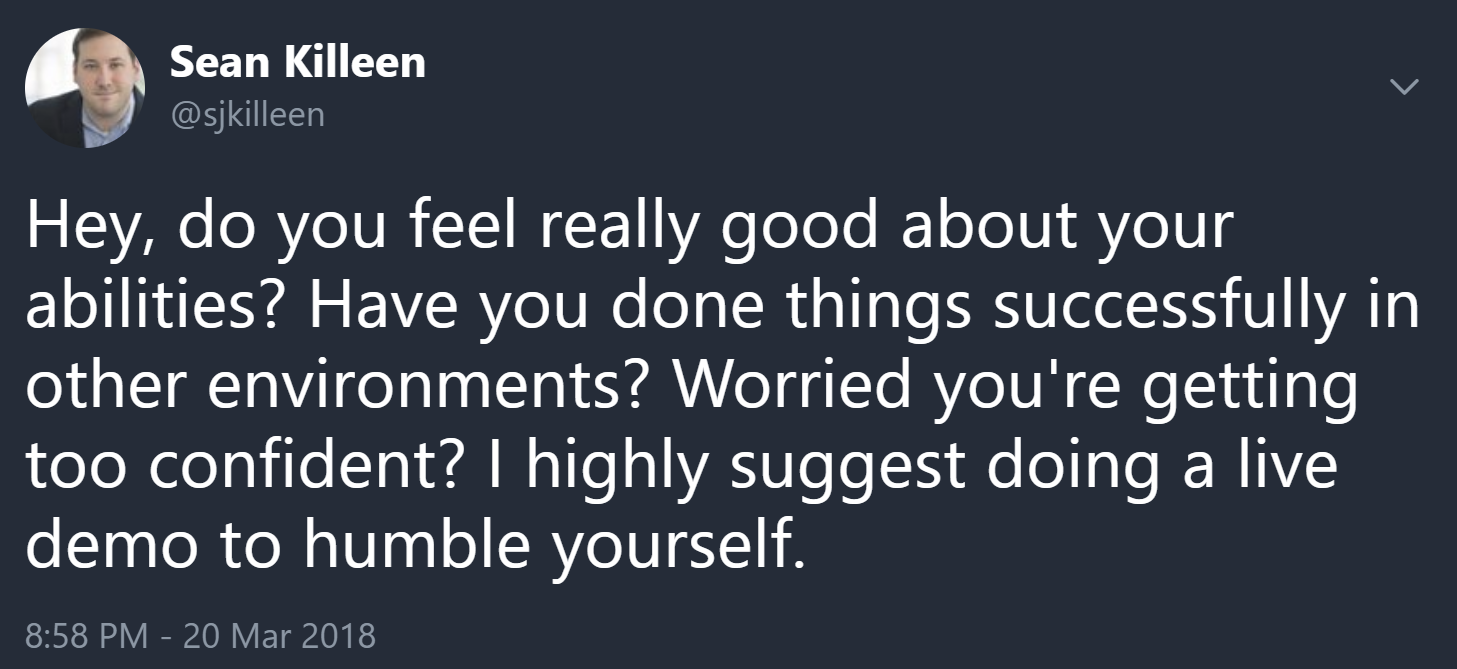 Sean Killeen
@sjkilleen
Hey, do you feel really good about your
abilities? Have you done things successfully in
other environments? Worried you're getting
too confident? I highly suggest doing a live
demo to humble yourself.
8:58 PM - 20 Mar 2018